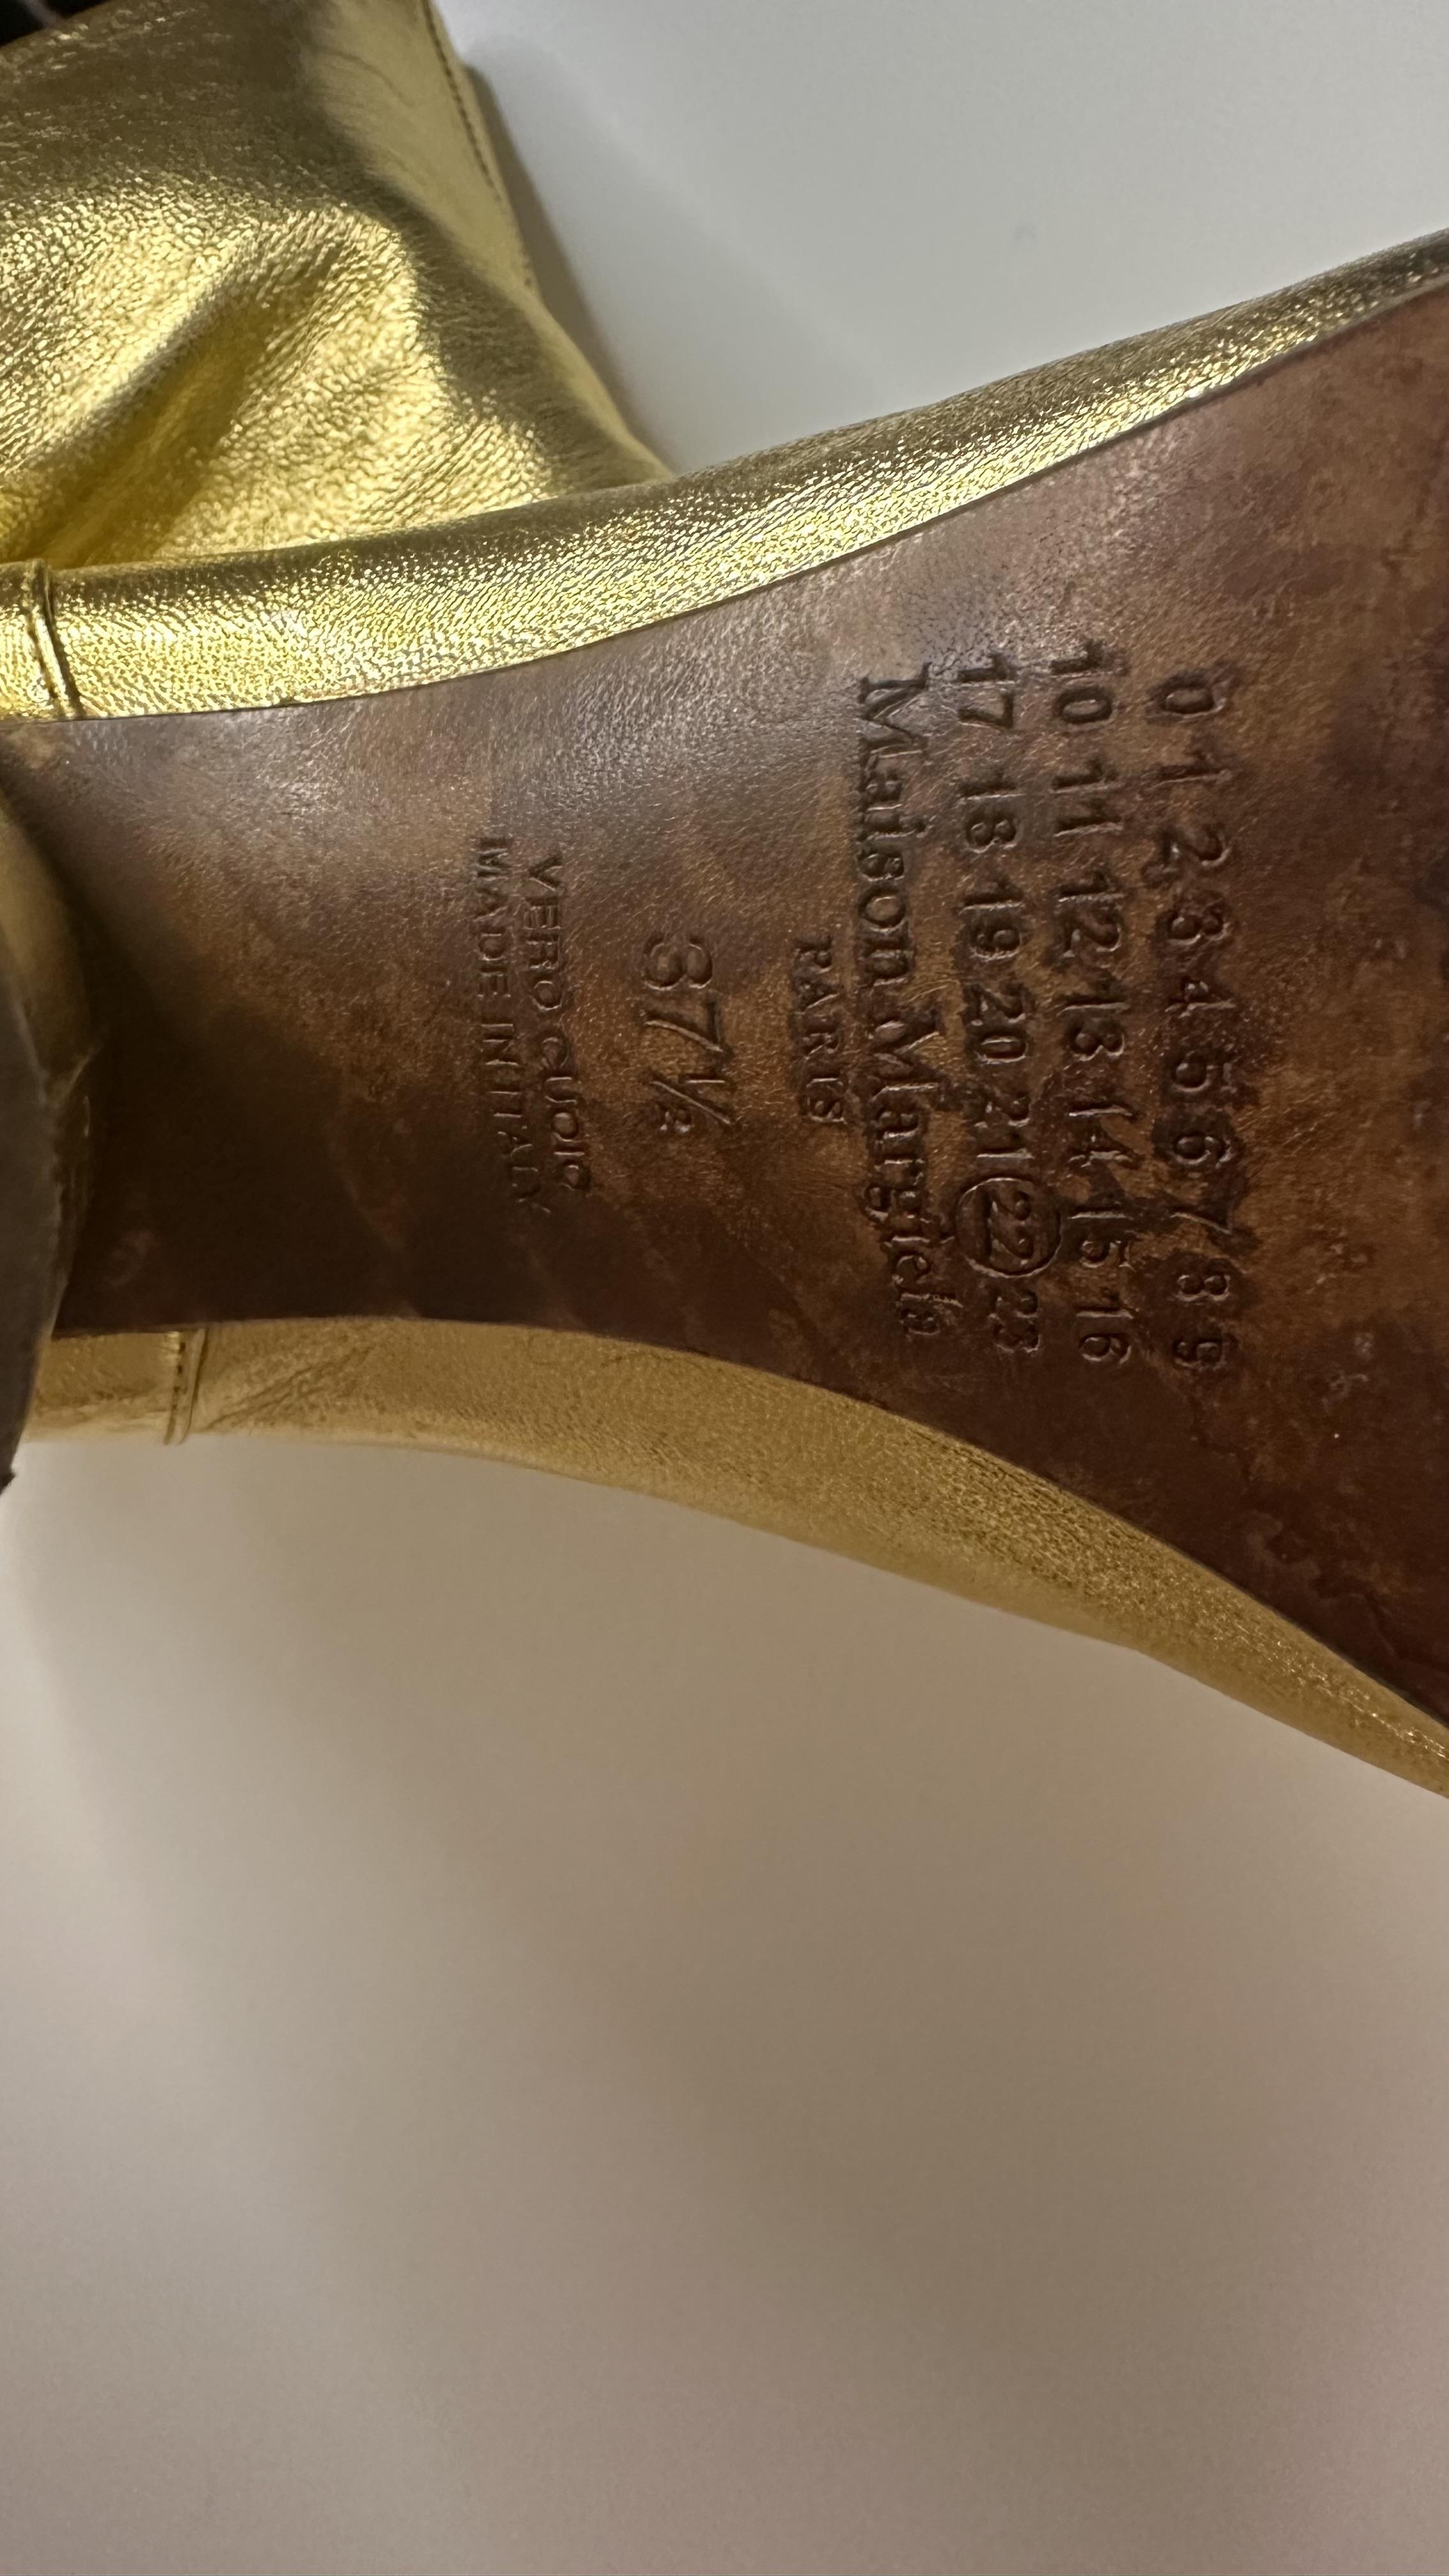 0 1 2 3 4 5 6 7 8 9
10 11 12 13 14 15 16
17 18 19 20 21 22 23
Maison Margiela
PARIS
37½
VERO CUOIO
MADE IN ITALY